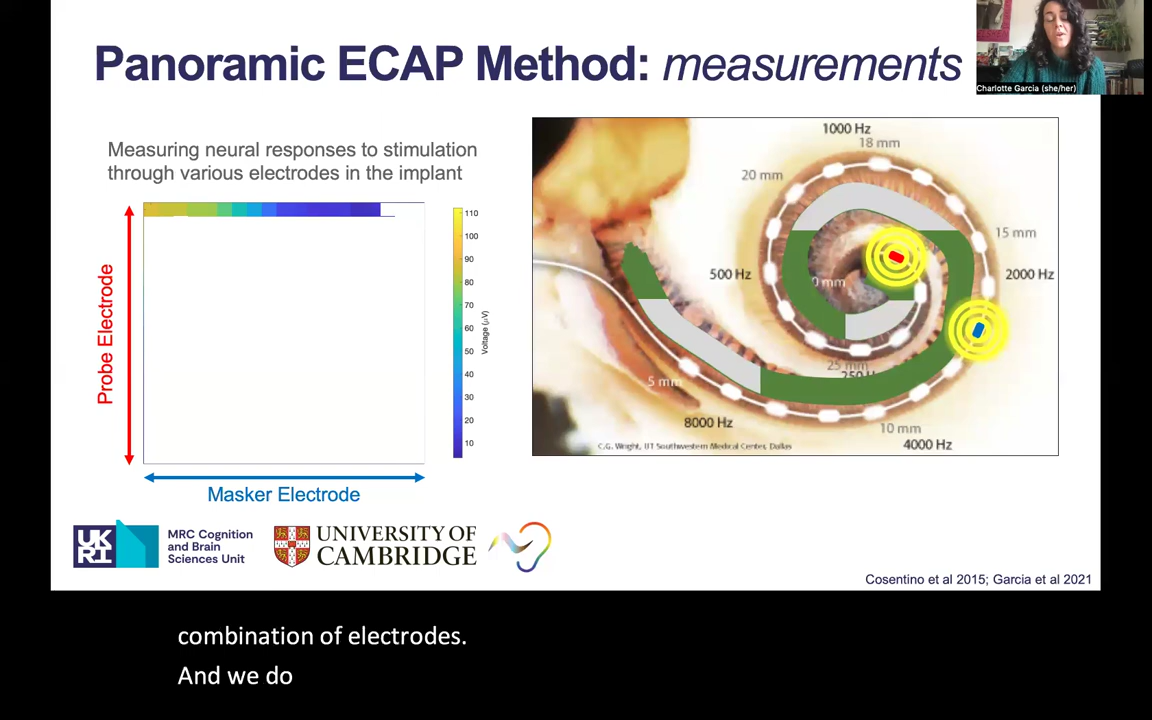 Panoramic ECAP Method: measurements
Charlotte Garcia (she/her)
Measuring neural responses to stimulation
through various electrodes in the implant
Probe Electrode
Masker Electrode
110
100
90
80
70
60
50
40
30
20
10
Voltage (μV)
1000 Hz
18 mm
20 mm
15 mm
500 Hz
2000 Hz
0 mm
25 mm
250 Hz
5 mm
8000 Hz
10 mm
4000 Hz
C.G. Wright, UT Southwestern Medical Center, Dallas
UK
RI
MRC Cognition
and Brain
Sciences Unit
UNIVERSITY OF
CAMBRIDGE
Cosentino et al 2015; Garcia et al 2021
combination of electrodes.
And we do